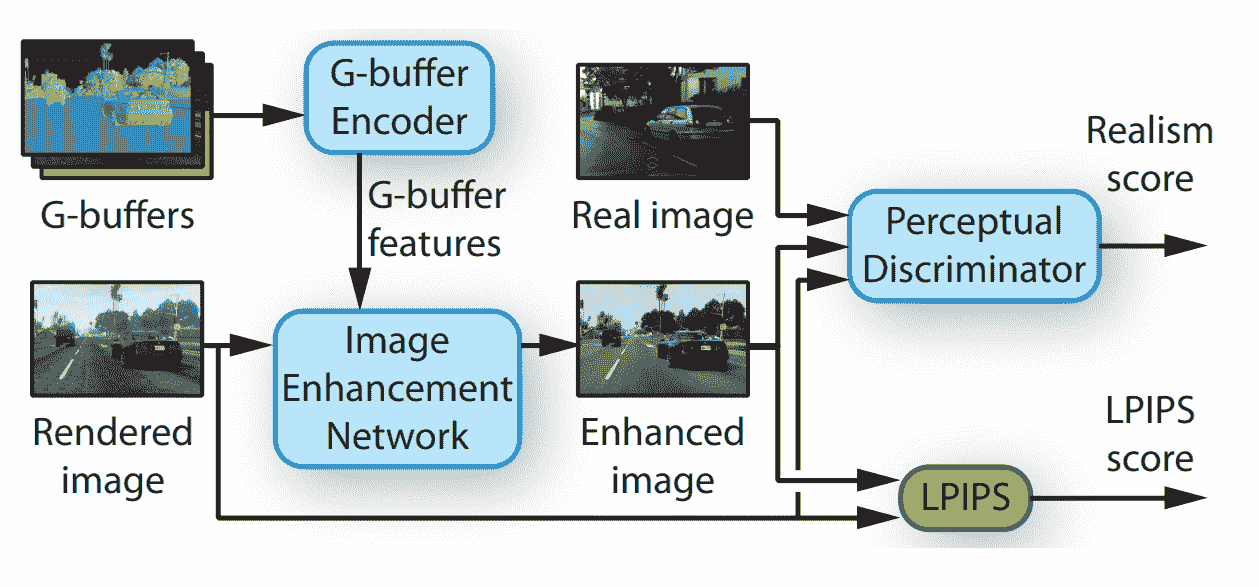 G-buffer
Encoder
G-buffers
G-buffer
features
Real image
Realism
score
Perceptual
Discriminator
Rendered
image
Image
Enhancement
Network
Enhanced
image
LPIPS
score
LPIPS